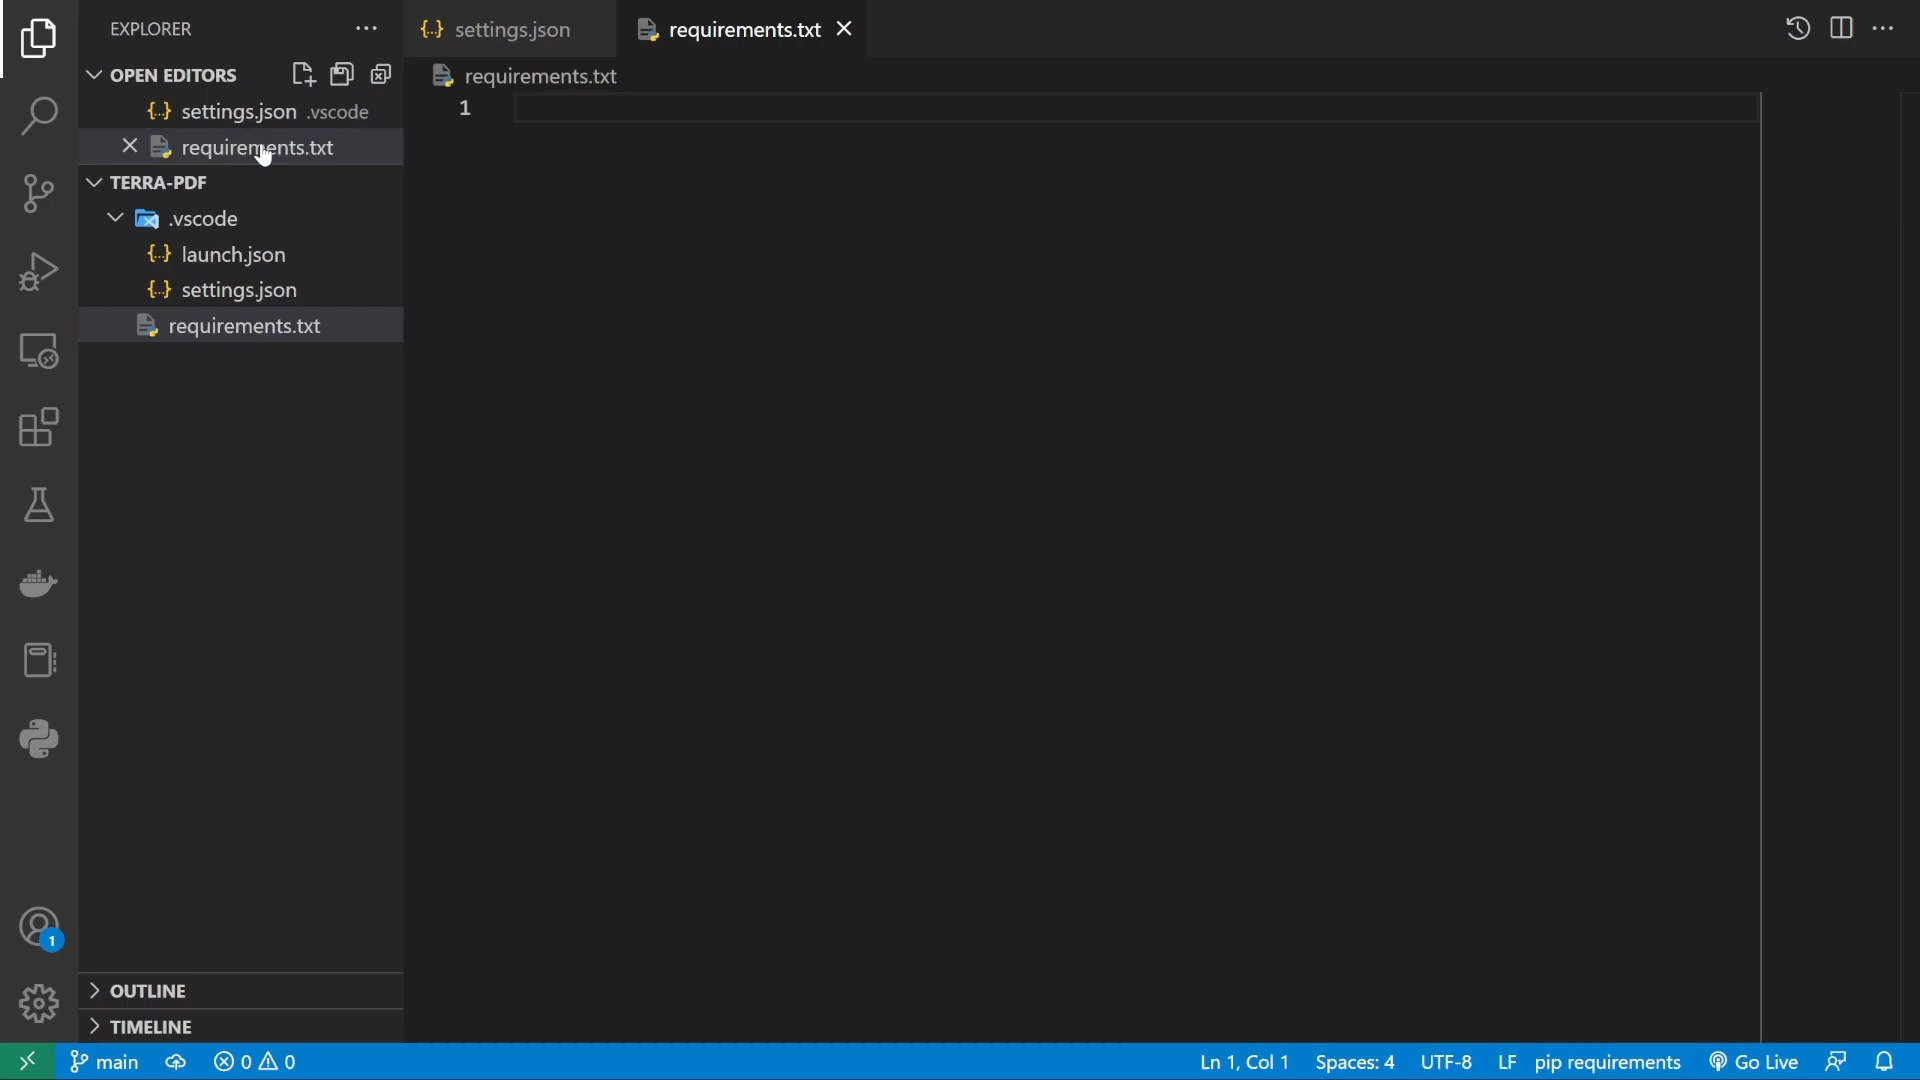 EXPLORER
OPEN EDITORS
settings.json .vscode
requirements.txt
TERRA-PDF
.vscode
launch.json
settings.json
requirements.txt
OUTLINE
TIMELINE
settings.json
requirements.txt
requirements.txt
1
1
main
0
0
Ln 1, Col 1
Spaces: 4
UTF-8
LF
pip requirements
Go Live